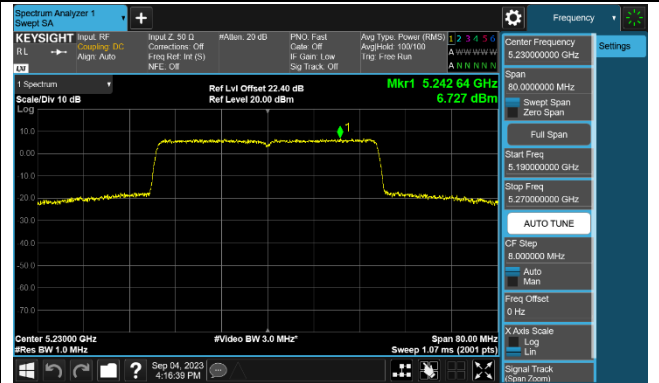 Spectrum Analyzer 1
Swept SA
Frequency
KEYSIGHT
RL
LXI
Input: RF
Coupling: DC
Align: Auto
Input Z: 50 Ω
Corrections: Off
Freq Ref: Int (S)
NFE: Off
#Atten: 20 dB
PNO: Fast
Gate: Off
IF Gain: Low
Sig Track: Off
Avg Type: Power (RMS)
Avg|Hold: 100/100
Trig: Free Run
1 2 3 4 5 6
A W W W W W
A N N N N N
1 Spectrum
Scale/Div 10 dB
Log
Ref Lvl Offset 22.40 dB
Ref Level 20.00 dBm
Mkr1 5.242 64 GHz
6.727 dBm
1
10.0
0.00
-10.0
-20.0
-30.0
-40.0
-50.0
-60.0
-70.0
Center 5.23000 GHz
#Res BW 1.0 MHz
#Video BW 3.0 MHz*
Span 80.00 MHz
Sweep 1.07 ms (2001 pts)
Center Frequency
5.230000000 GHz
Span
80.0000000 MHz
Swept Span
Zero Span
Full Span
Start Freq
5.190000000 GHz
Stop Freq
5.270000000 GHz
AUTO TUNE
CF Step
8.000000 MHz
Auto
Man
Freq Offset
0 Hz
X Axis Scale
Log
Lin
Signal Track
(Span Zoom)
Settings
?
Sep 04, 2023
4:16:39 PM